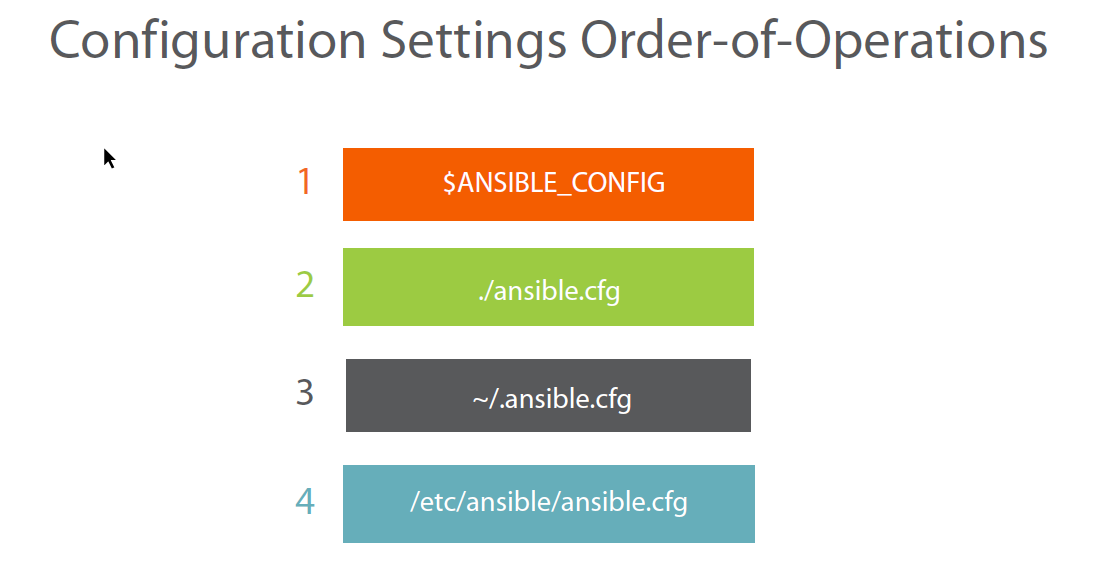 Configuration Settings Order-of-Operations
1 $ANSIBLE_CONFIG
2 ./ansible.cfg
3 ~/.ansible.cfg
4 /etc/ansible/ansible.cfg